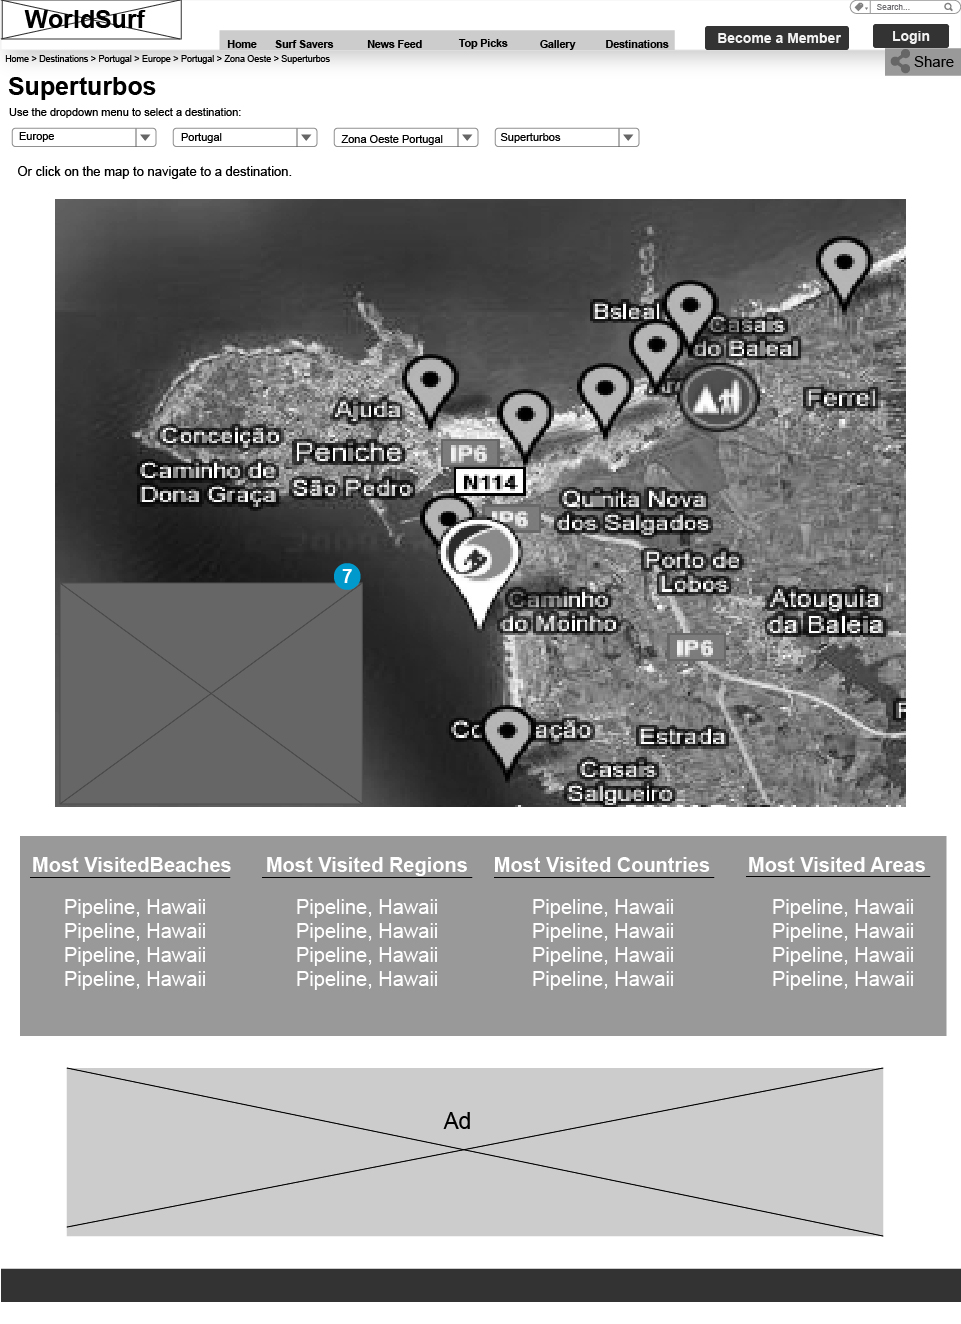 WorldSurf
Search...
Home Surf Savers News Feed Top Picks Gallery Destinations
Become a Member
Login
Home > Destinations > Portugal > Europe > Portugal > Zona Oeste > Superturbos
Share
Superturbos
Use the dropdown menu to select a destination:
Europe Portugal Zona Oeste Portugal Superturbos
Or click on the map to navigate to a destination.
Bsleal
Casais
do Baleal
Ferrel
Ajuda
Conceição
Peniche
IP6
Caminho de
Dona Graça
São Pedro
N114
Quinita Nova
dos Salgados
IP6
Porto de
Lobos
7
Caminho
do Moinho
Atouguia
da Baleia
IP6
Estrada
Casais
Salgueiro
Most VisitedBeaches Most Visited Regions Most Visited Countries Most Visited Areas
Pipeline, Hawaii Pipeline, Hawaii Pipeline, Hawaii Pipeline, Hawaii
Pipeline, Hawaii Pipeline, Hawaii Pipeline, Hawaii Pipeline, Hawaii
Pipeline, Hawaii Pipeline, Hawaii Pipeline, Hawaii Pipeline, Hawaii
Pipeline, Hawaii Pipeline, Hawaii Pipeline, Hawaii Pipeline, Hawaii
Ad